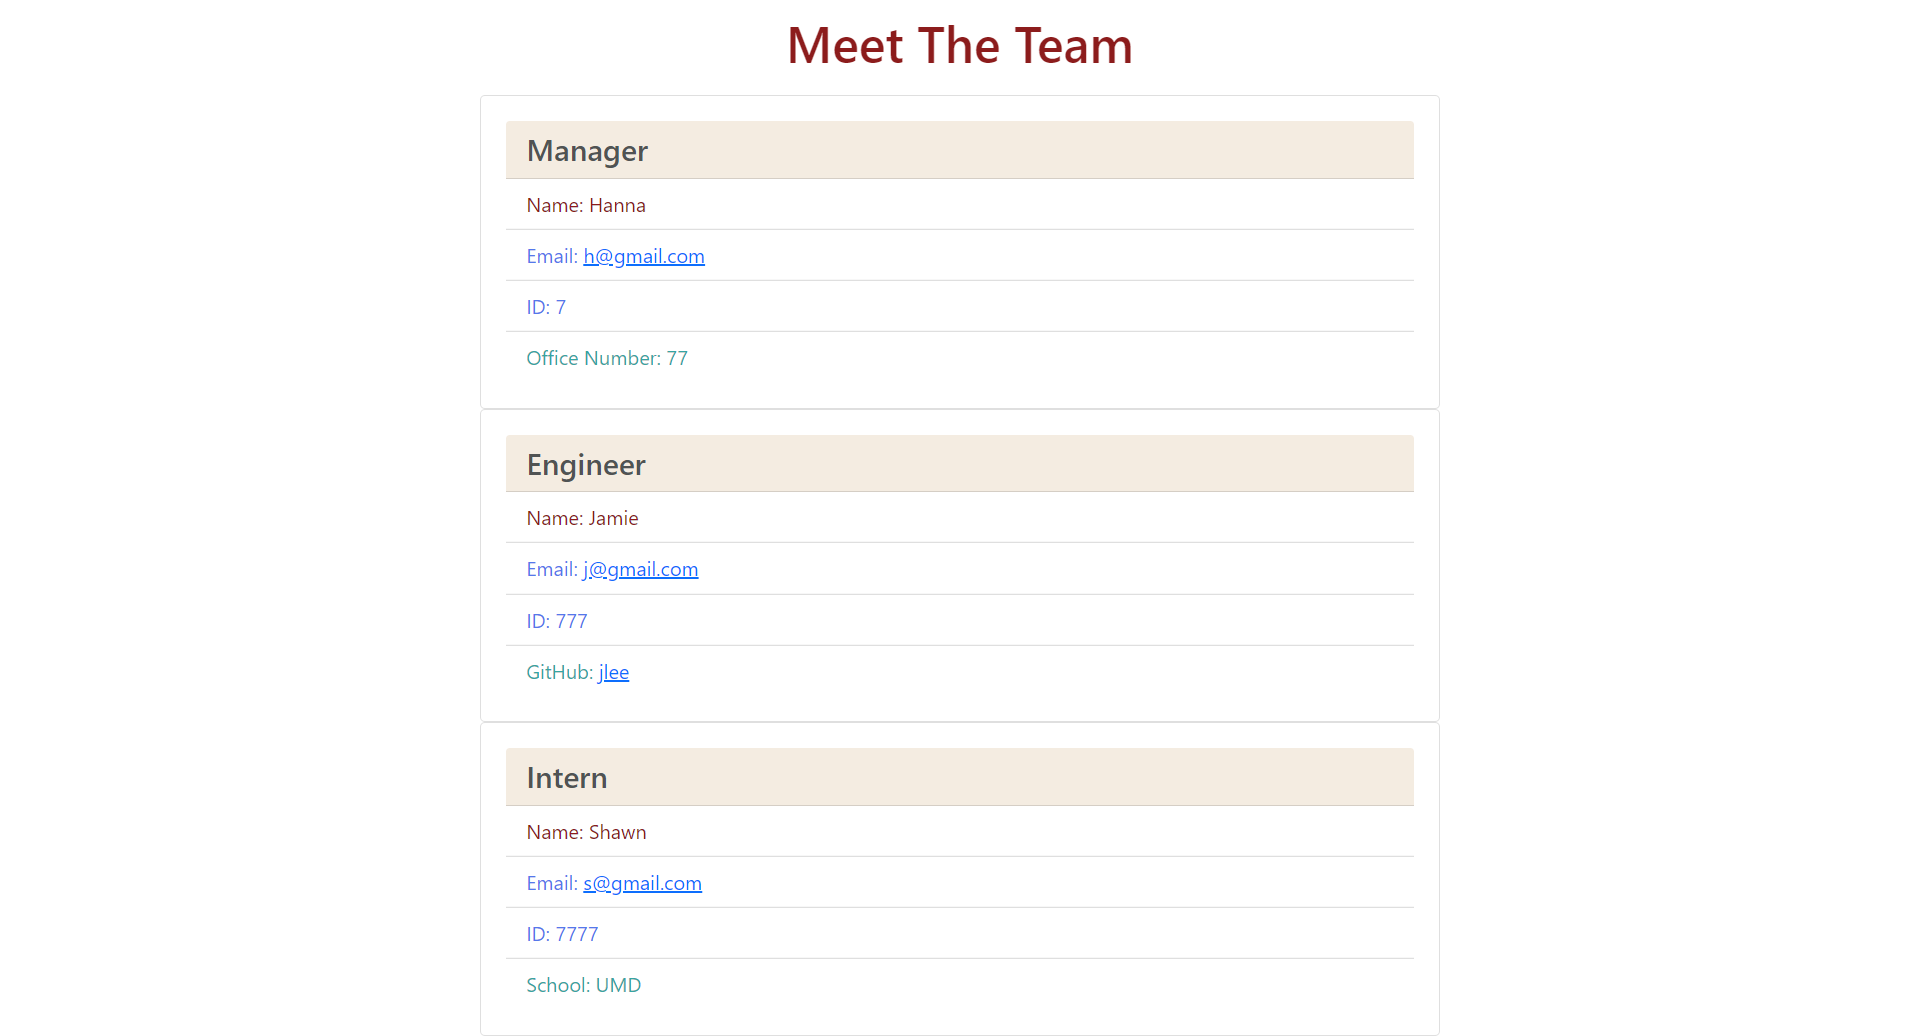 Meet The Team
Manager
Name: Hanna
Email: h@gmail.com
ID: 7
Office Number: 77
Engineer
Name: Jamie
Email: j@gmail.com
ID: 777
GitHub: jlee
Intern
Name: Shawn
Email: s@gmail.com
ID: 7777
School: UMD